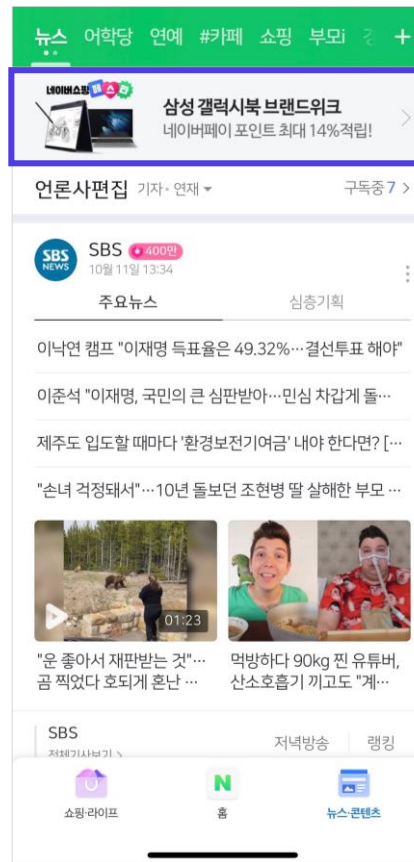 뉴스 어학당 연예 #카페 쇼핑 부모i +
네이버쇼핑 페스타
삼성 갤럭시북 브랜드위크
네이버페이 포인트 최대 14%적립!
언론사편집 기자·연재 구독중 7
SBS NEWS
SBS 400만
10월 11일 13:34
주요뉴스 심층기획
이낙연 캠프 "이재명 득표율은 49.32%…결선투표 해야"
이준석 "이재명, 국민의 큰 심판받아…민심 차갑게 돌…
제주도 입도할 때마다 '환경보전기여금' 내야 한다면? […
"손녀 걱정돼서"…10년 돌보던 조현병 딸 살해한 부모 …
01:23
"운 좋아서 재판받는 것"…
곰 찍었다 호되게 혼난 …
먹방하다 90kg 찐 유튜버,
산소호흡기 끼고도 "계…
SBS
전체기사보기
저녁방송 랭킹
N
쇼핑·라이프 홈 뉴스·콘텐츠